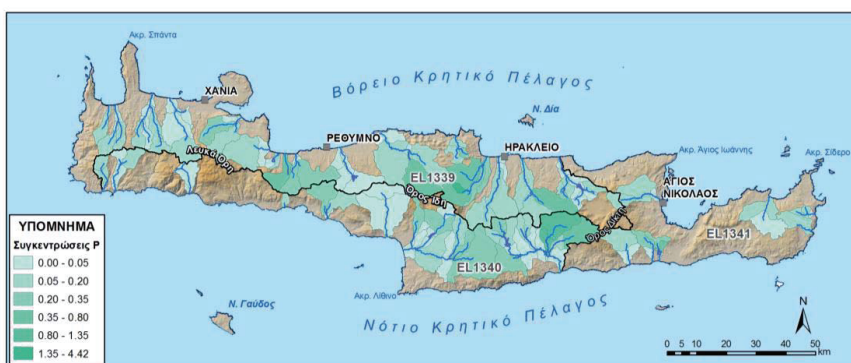 Ακρ. Σπάντα
ΧΑΝΙΑ
Βόρειο Κρητικό Πέλαγος
Ν. Δία
ΡΕΘΥΜΝΟ
ΗΡΑΚΛΕΙΟ
Ακρ. Άγιος Ιωάννης
Ακρ. Σίδερο
Λευκά Όρη
EL1339
Όρος Ίδη
ΑΓΙΟΣ
ΝΙΚΟΛΑΟΣ
Όρος Δίκτη
EL1341
EL1340
Ακρ. Λίθινο
Ν. Γαύδος
Νότιο Κρητικό Πέλαγος
ΥΠΟΜΝΗΜΑ
Συγκεντρώσεις P
0.00 - 0.05
0.05 - 0.20
0.20 - 0.35
0.35 - 0.80
0.80 - 1.35
1.35 - 4.42
N
0 5 10 20 30 40 50
km